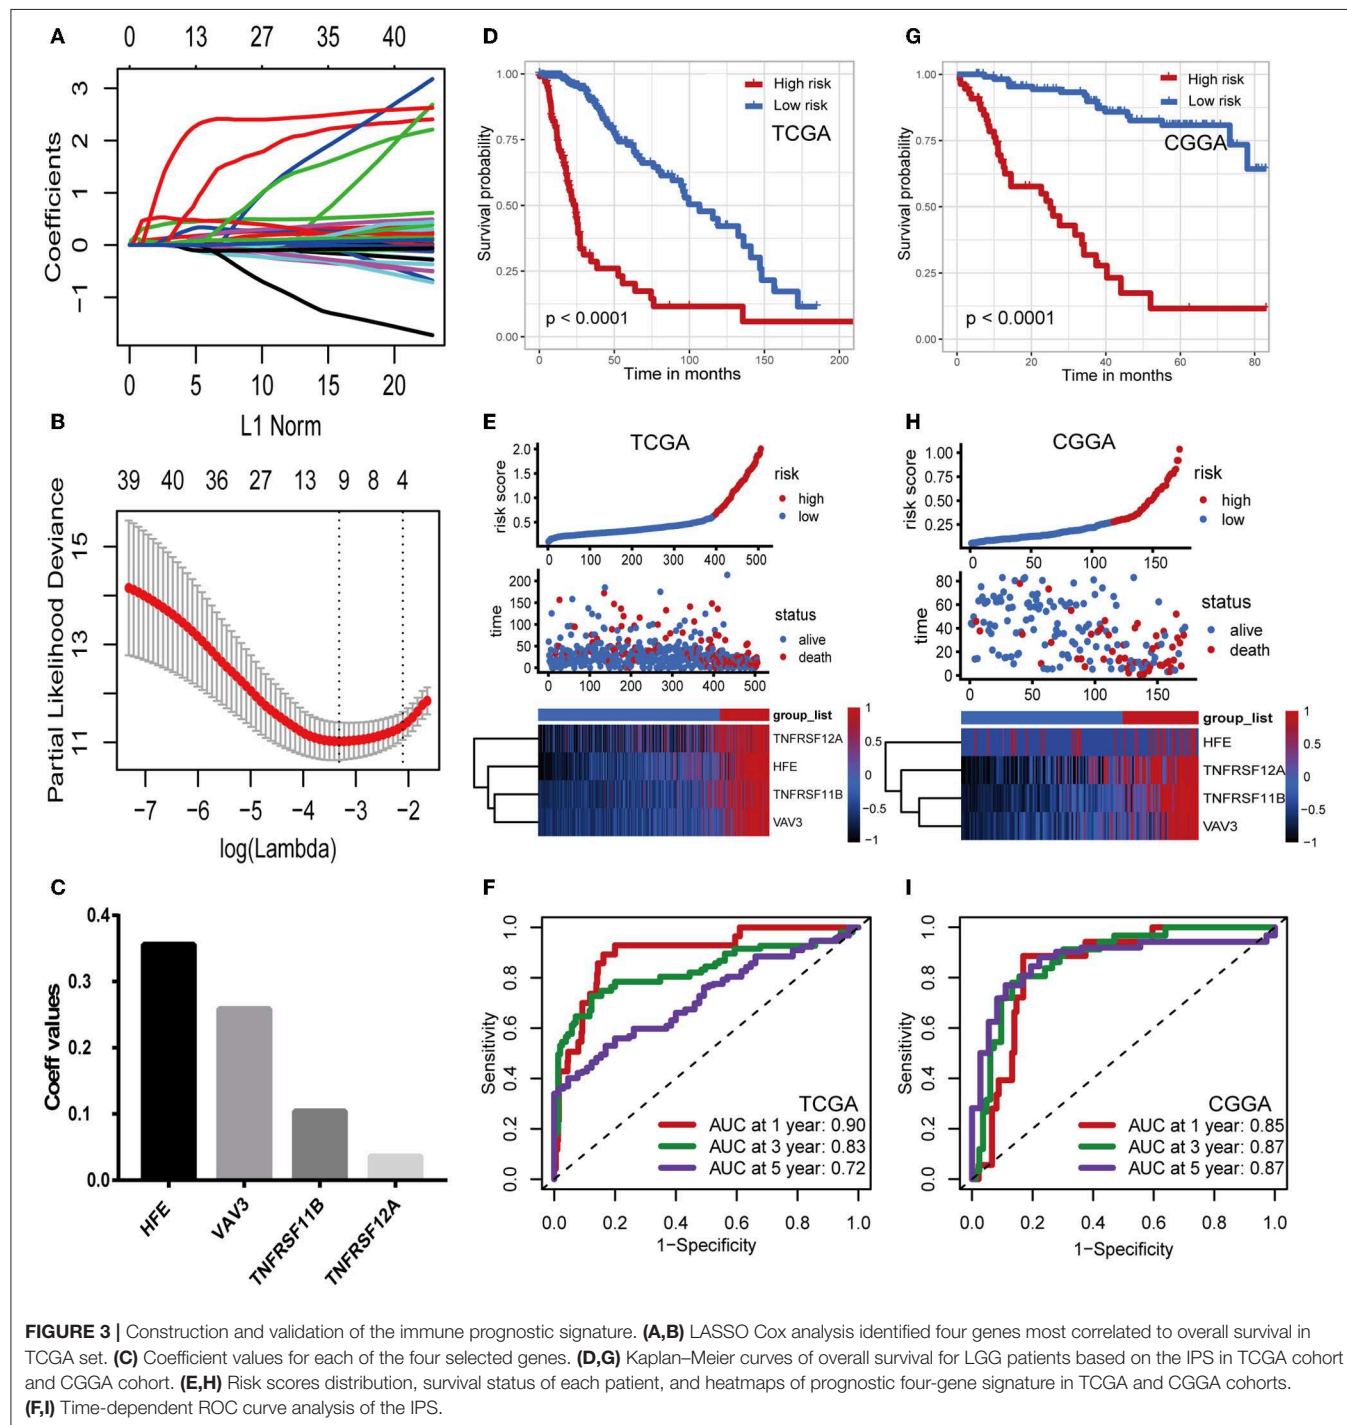 A
0 13 27 35 40
Coefficients
3
2
1
0
−1
0 5 10 15 20
L1 Norm
B
39 40 36 27 13 9 8 4
Partial Likelihood Deviance
15
13
11
−7 −6 −5 −4 −3 −2
log(Lambda)
C
Coeff values
0.4
0.3
0.1
0.0
HFE
VAV3
TNFRSF11B
TNFRSF12A
D
Survival probability
1.00
0.75
0.50
0.25
0.00
High risk
Low risk
TCGA
p < 0.0001
0 50 100 150 200
Time in months
G
Survival probability
1.00
0.75
0.50
0.25
0.00
High risk
Low risk
CGGA
p < 0.0001
0 20 40 60 80
Time in months
E
TCGA
risk score
2.0
1.5
1.0
0.5
0 100 200 300 400 500
risk
high
low
time
200
150
100
50
0
0 100 200 300 400 500
status
alive
death
group_list
TNFRSF12A
HFE
TNFRSF11B
VAV3
1
0.5
0
−0.5
−1
H
CGGA
risk score
1.00
0.75
0.50
0.25
0 50 100 150
risk
high
low
time
80
60
40
20
0
0 50 100 150
status
alive
death
group_list
HFE
TNFRSF12A
TNFRSF11B
VAV3
1
0.5
0
−0.5
−1
F
Sensitivity
1.0
0.8
0.6
0.4
0.2
0.0
TCGA
AUC at 1 year: 0.90
AUC at 3 year: 0.83
AUC at 5 year: 0.72
0.0 0.2 0.4 0.6 0.8 1.0
1−Specificity
I
Sensitivity
1.0
0.8
0.6
0.4
0.2
0.0
CGGA
AUC at 1 year: 0.85
AUC at 3 year: 0.87
AUC at 5 year: 0.87
0.0 0.2 0.4 0.6 0.8 1.0
1−Specificity
FIGURE 3 | Construction and validation of the immune prognostic signature. (A,B) LASSO Cox analysis identified four genes most correlated to overall survival in
TCGA set. (C) Coefficient values for each of the four selected genes. (D,G) Kaplan–Meier curves of overall survival for LGG patients based on the IPS in TCGA cohort
and CGGA cohort. (E,H) Risk scores distribution, survival status of each patient, and heatmaps of prognostic four-gene signature in TCGA and CGGA cohorts.
(F,I) Time-dependent ROC curve analysis of the IPS.